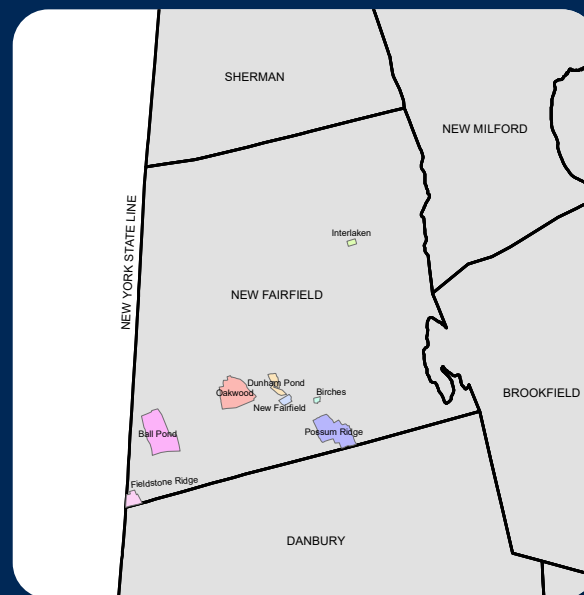 SHERMAN
NEW MILFORD
NEW YORK STATE LINE
Interlaken
NEW FAIRFIELD
Dunham Pond
Oakwood
Birches
BROOKFIELD
New Fairfield
Ball Pond
Possum Ridge
Fieldstone Ridge
DANBURY